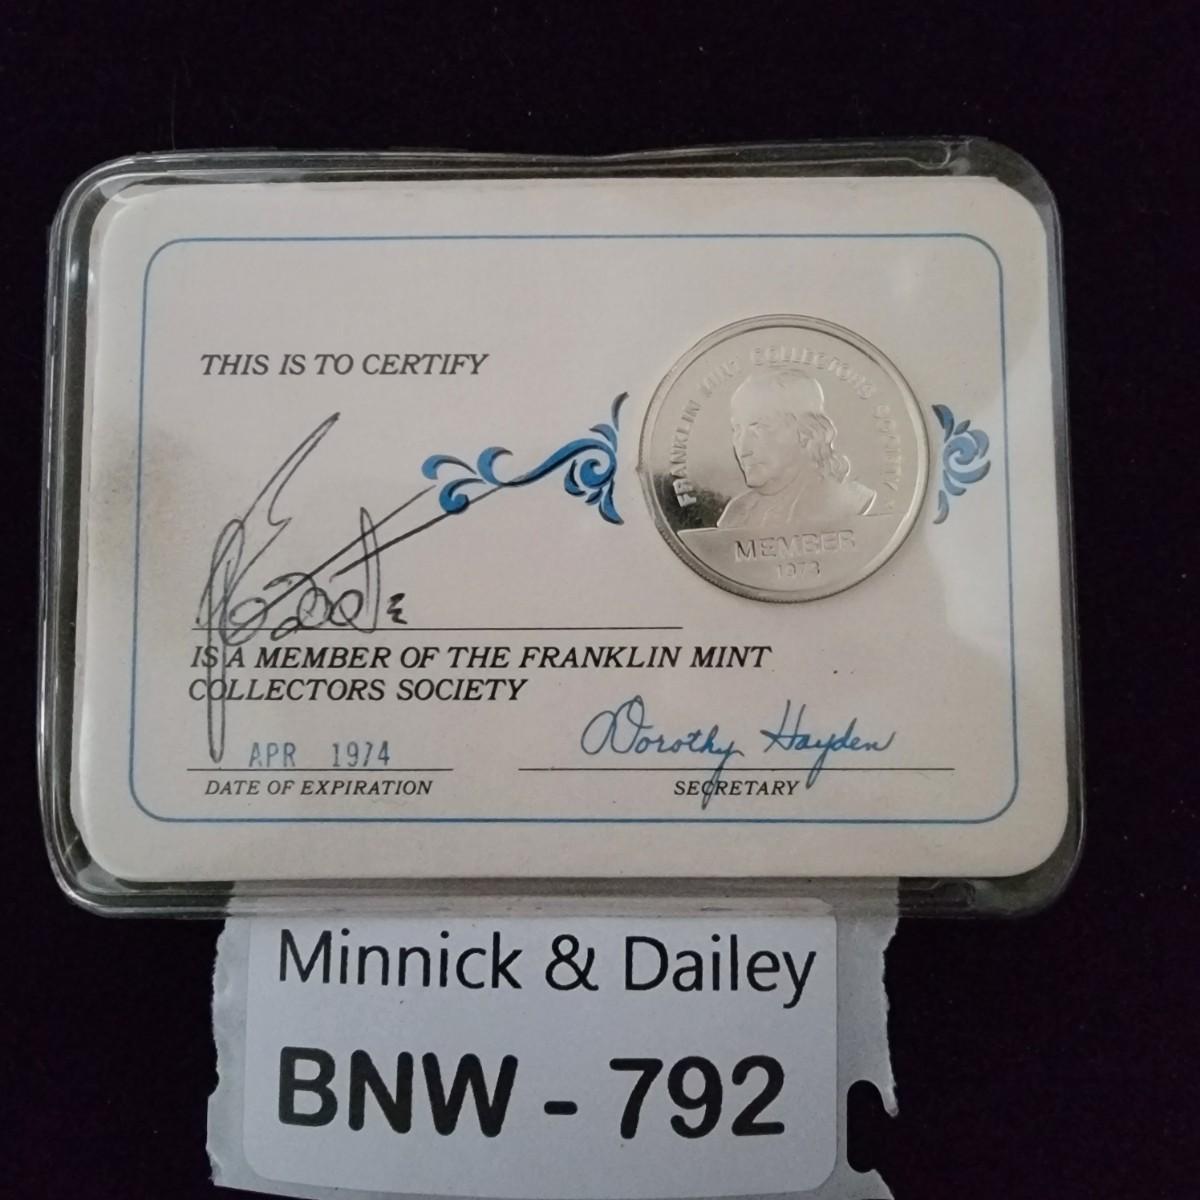 THIS IS TO CERTIFY
FRANKLIN MINT COLLECTORS SOCIETY
MEMBER
1973
IS A MEMBER OF THE FRANKLIN MINT
COLLECTORS SOCIETY
APR 1974
Dorothy Hayden
DATE OF EXPIRATION
SECRETARY
Minnick & Dailey
BNW - 792